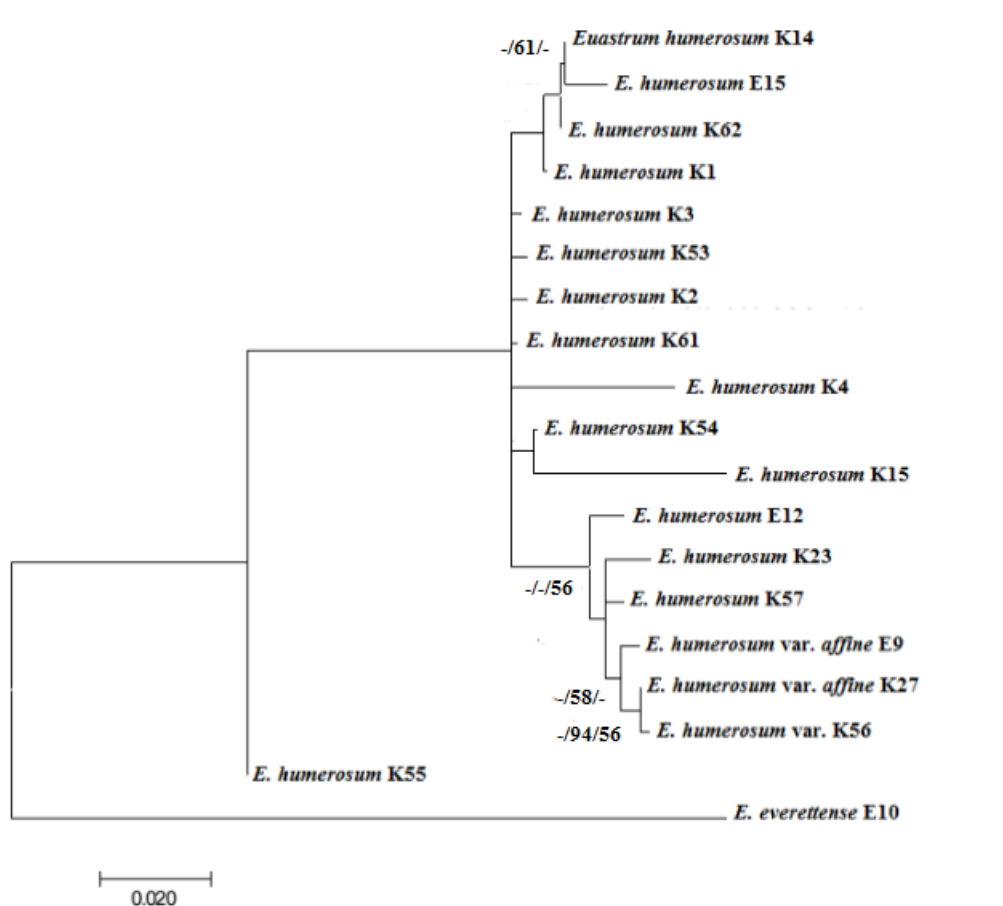 Euastrum humerosum K14
-/61/-
E. humerosum E15
E. humerosum K62
E. humerosum K1
E. humerosum K3
E. humerosum K53
E. humerosum K2
E. humerosum K61
E. humerosum K4
E. humerosum K54
E. humerosum K15
E. humerosum E12
E. humerosum K23
-/-/56
E. humerosum K57
E. humerosum var. affine E9
E. humerosum var. affine K27
-/58/-
E. humerosum var. K56
-/94/56
E. humerosum K55
E. everettense E10
0.020